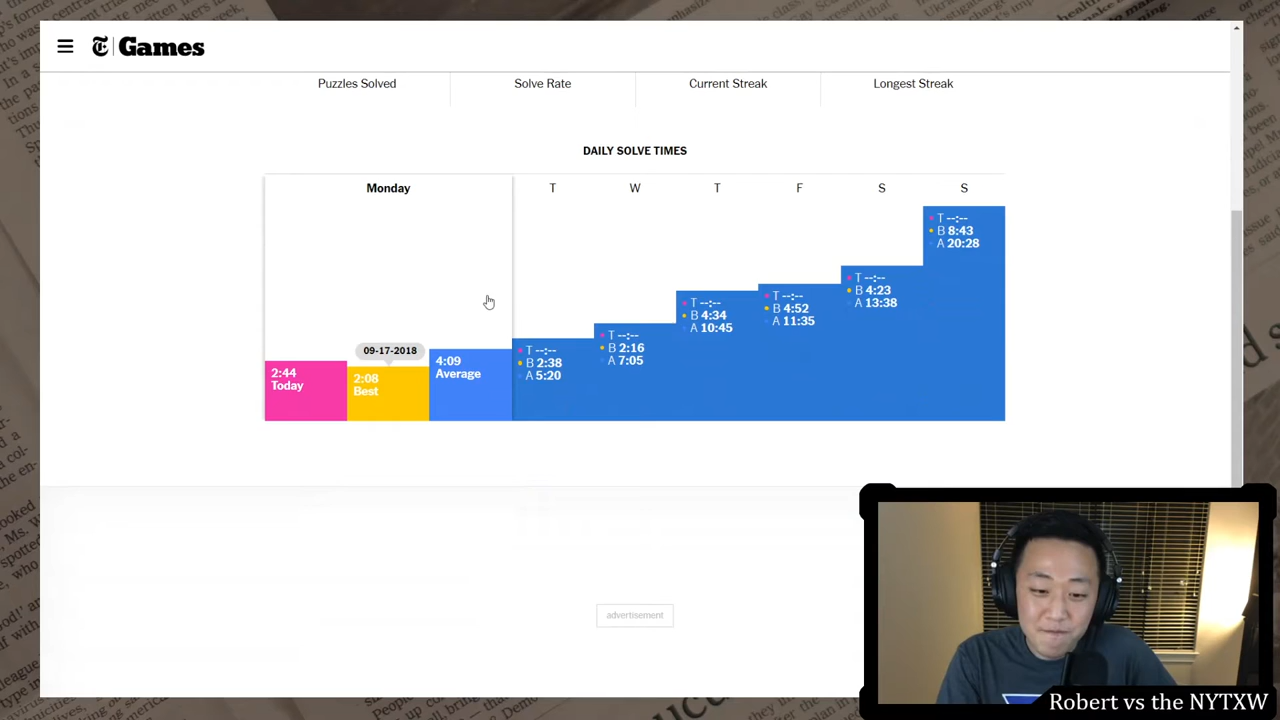 Games
Puzzles Solved
Solve Rate
Current Streak
Longest Streak
DAILY SOLVE TIMES
Monday
T
W
T
F
S
S
T --:--
B 8:43
A 20:28
T --:--
B 4:23
A 13:38
T --:--
B 4:52
A 11:35
T --:--
B 4:34
A 10:45
T --:--
B 2:16
A 7:05
T --:--
B 2:38
A 5:20
09-17-2018
2:44
Today
2:08
Best
4:09
Average
advertisement
Robert vs the NYTXW